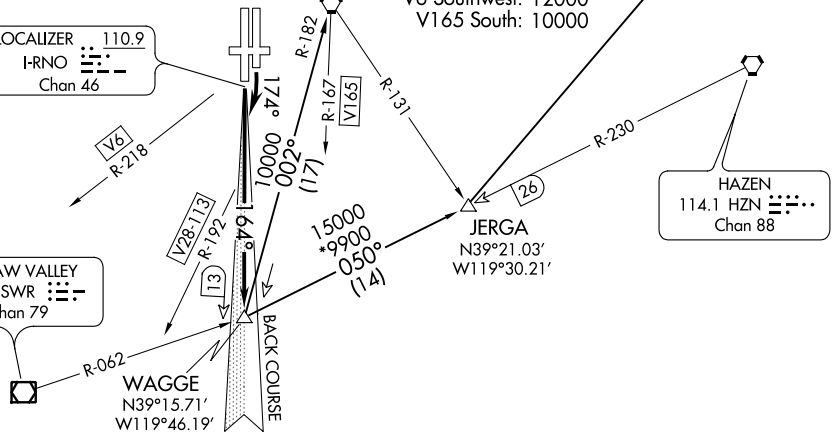 V6 Southwest: 12000
V165 South: 10000
LOCALIZER 110.9
I-RNO
Chan 46
174°
R-182
R-167
V165
R-131
V6
R-218
10000
002°
(17)
R-230
26
HAZEN
114.1 HZN
Chan 88
V28-113
R-192
164°
13
15000
*9900
050°
(14)
JERGA
N39°21.03'
W119°30.21'
AW VALLEY
SWR
han 79
R-062
BACK COURSE
WAGGE
N39°15.71'
W119°46.19'